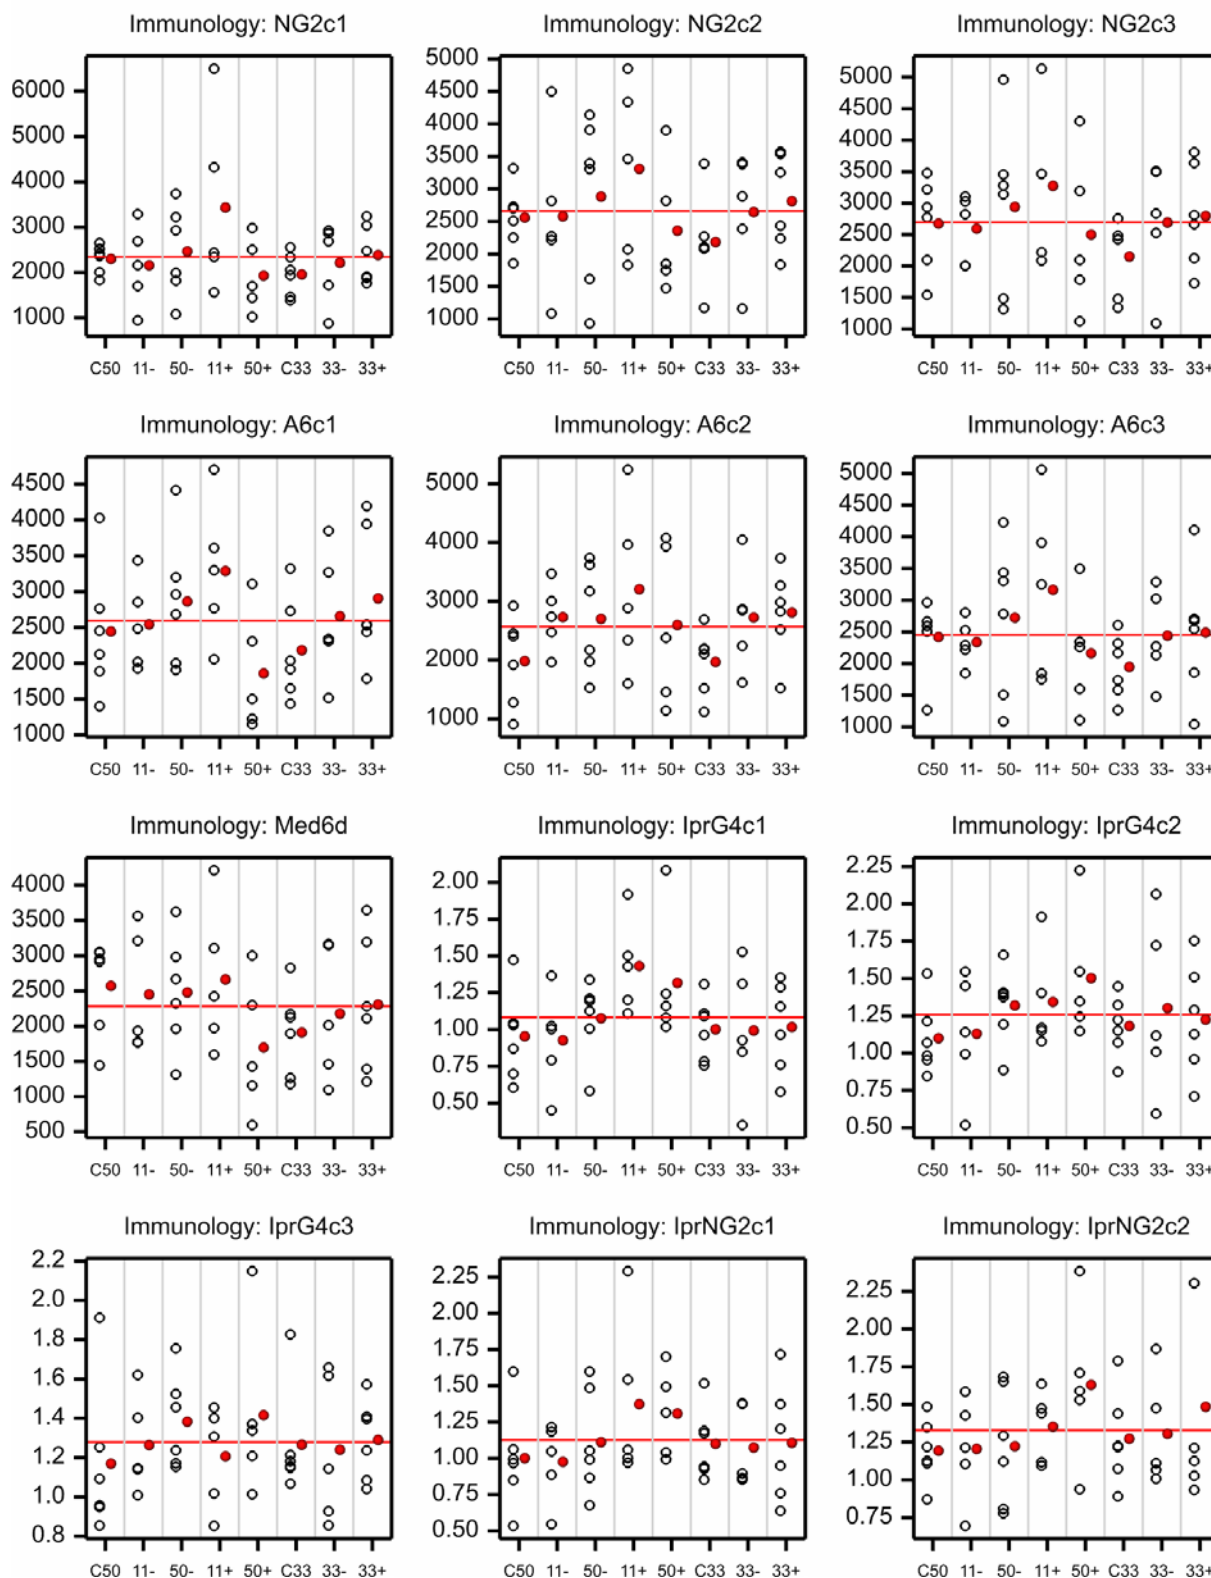 Immunology: NG2c1 Immunology: NG2c2 Immunology: NG2c3
6000 5000 5000
5000 4500 4500
4000 4000 4000
3000 3500 3500
2000 3000 3000
1000 2500 2500
2000 2000
1500 1500
1000 1000
C50 11- 50- 11+ 50+ C33 33- 33+ C50 11- 50- 11+ 50+ C33 33- 33+ C50 11- 50- 11+ 50+ C33 33- 33+
Immunology: A6c1 Immunology: A6c2 Immunology: A6c3
4500 5000 5000
4000 4000 4500
3500 3000 4000
3000 2000 3500
2500 1000 3000
2000 2500
1500 2000
1000 1500
1000
C50 11- 50- 11+ 50+ C33 33- 33+ C50 11- 50- 11+ 50+ C33 33- 33+ C50 11- 50- 11+ 50+ C33 33- 33+
Immunology: Med6d Immunology: IprG4c1 Immunology: IprG4c2
4000 2.00 2.25
3500 1.75 2.00
3000 1.50 1.75
2500 1.25 1.50
2000 1.00 1.25
1500 0.75 1.00
1000 0.50 0.75
500 0.50
C50 11- 50- 11+ 50+ C33 33- 33+ C50 11- 50- 11+ 50+ C33 33- 33+ C50 11- 50- 11+ 50+ C33 33- 33+
Immunology: IprG4c3 Immunology: IprNG2c1 Immunology: IprNG2c2
2.2 2.25 2.25
2.0 2.00 2.00
1.8 1.75 1.75
1.6 1.50 1.50
1.4 1.25 1.25
1.2 1.00 1.00
1.0 0.75 0.75
0.8 0.50
C50 11- 50- 11+ 50+ C33 33- 33+ C50 11- 50- 11+ 50+ C33 33- 33+ C50 11- 50- 11+ 50+ C33 33- 33+